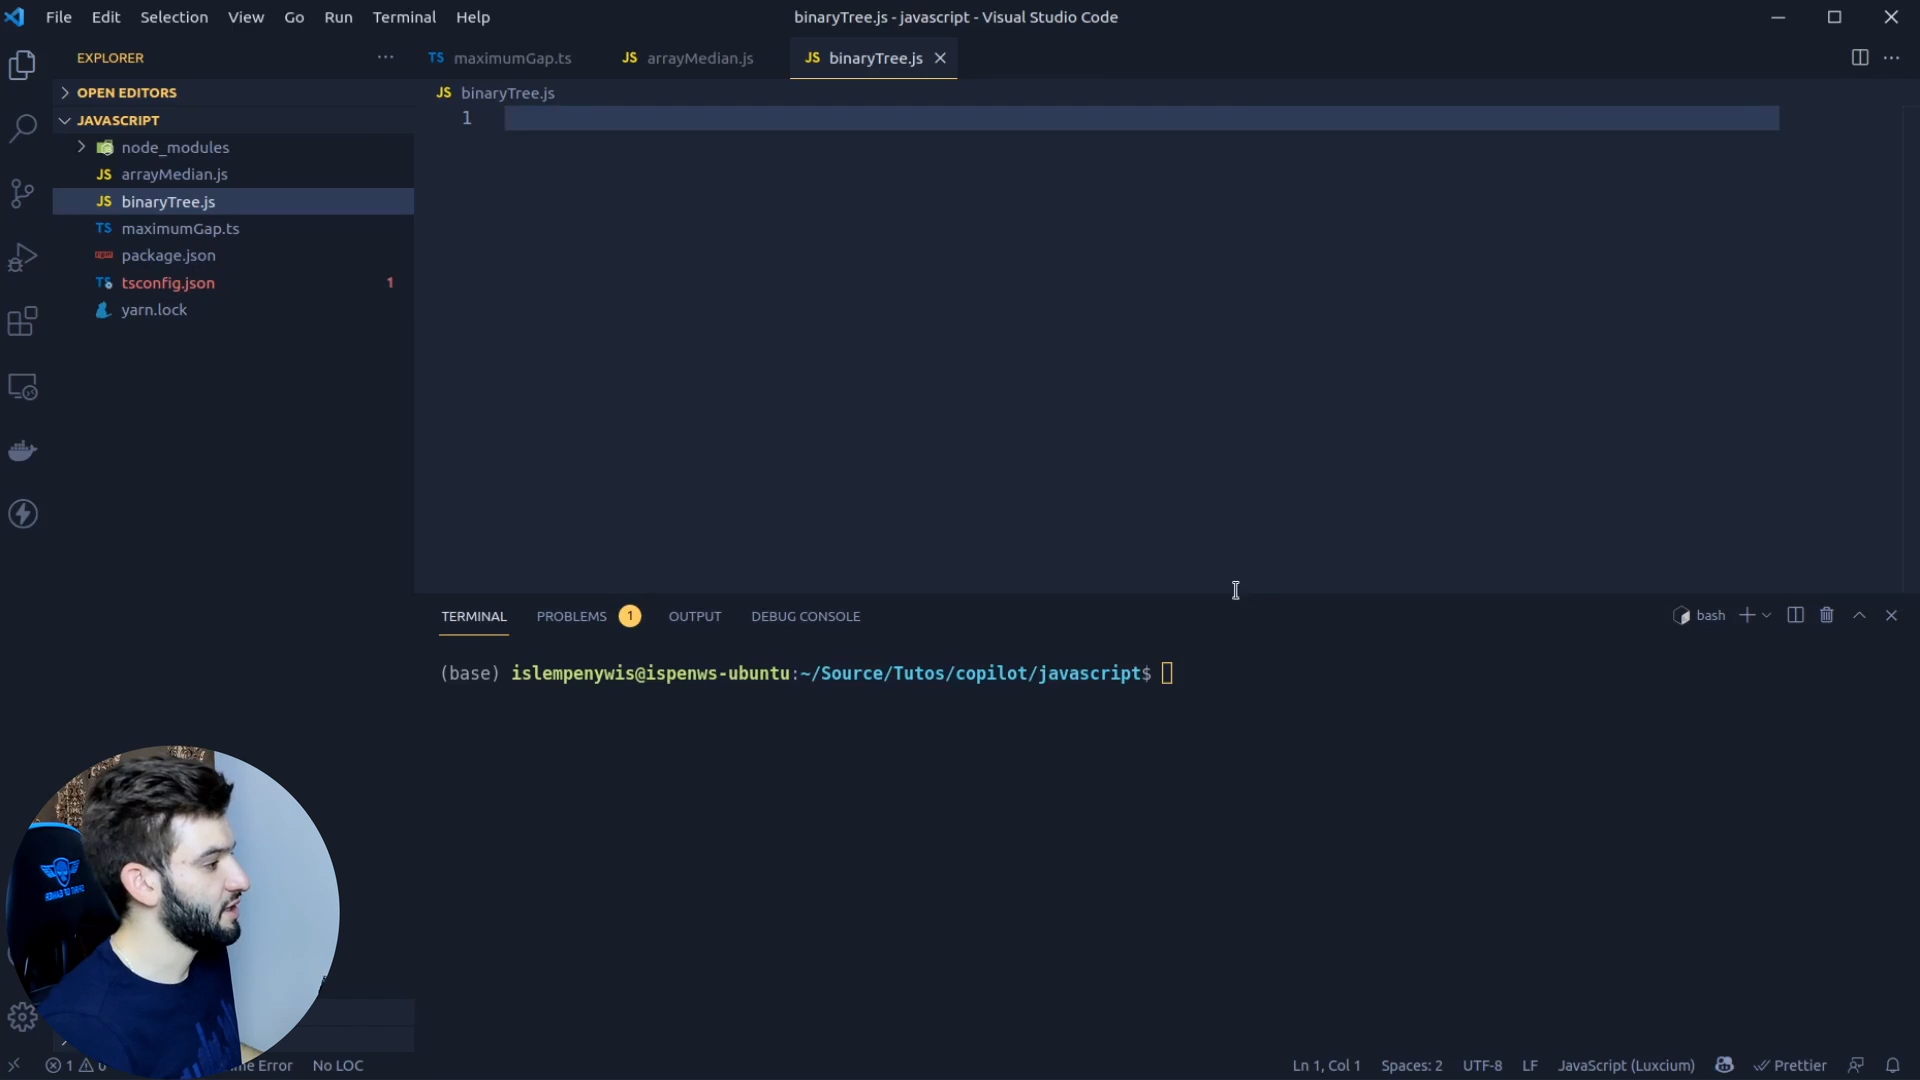 File Edit Selection View Go Run Terminal Help
binaryTree.js - javascript - Visual Studio Code
EXPLORER
TS maximumGap.ts
JS arrayMedian.js
JS binaryTree.js
OPEN EDITORS
JAVASCRIPT
node_modules
JS arrayMedian.js
JS binaryTree.js
TS maximumGap.ts
package.json
TS tsconfig.json 1
yarn.lock
JS binaryTree.js
1
TERMINAL PROBLEMS 1 OUTPUT DEBUG CONSOLE
bash
(base) islempenywis@ispenws-ubuntu:~/Source/Tutos/copilot/javascript$
1
Error No LOC
Ln 1, Col 1 Spaces: 2 UTF-8 LF JavaScript (Luxcium) Prettier